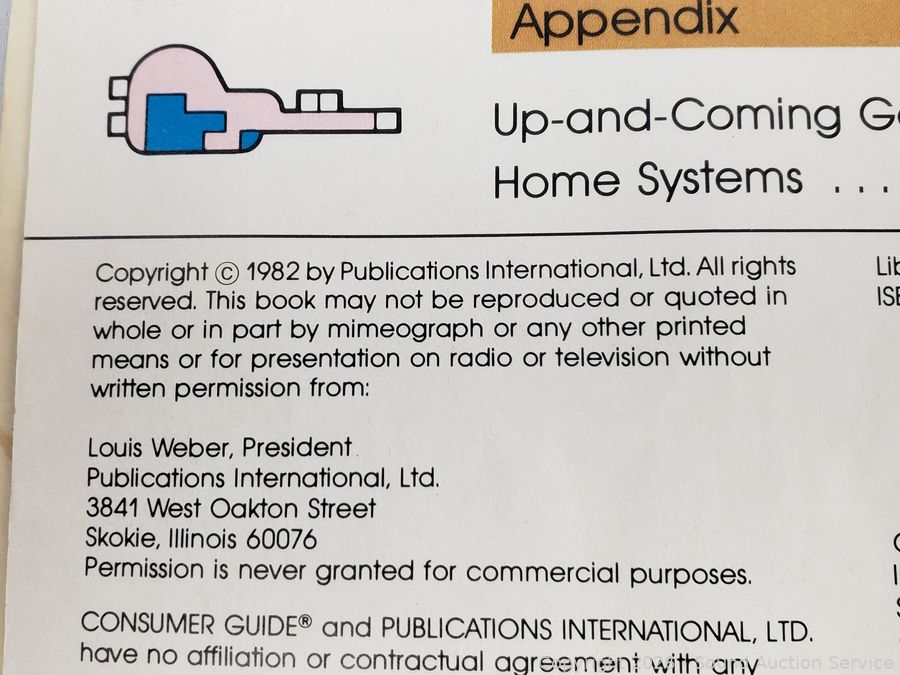 Appendix
Up-and-Coming
Home Systems . . .
Copyright © 1982 by Publications International, Ltd. All rights
reserved. This book may not be reproduced or quoted in
whole or in part by mimeograph or any other printed
means or for presentation on radio or television without
written permission from:
Louis Weber, President
Publications International, Ltd.
3841 West Oakton Street
Skokie, Illinois 60076
Permission is never granted for commercial purposes.
CONSUMER GUIDE® and PUBLICATIONS INTERNATIONAL, LTD.
have no affiliation or contractual agreement with any
Sound Auction Service